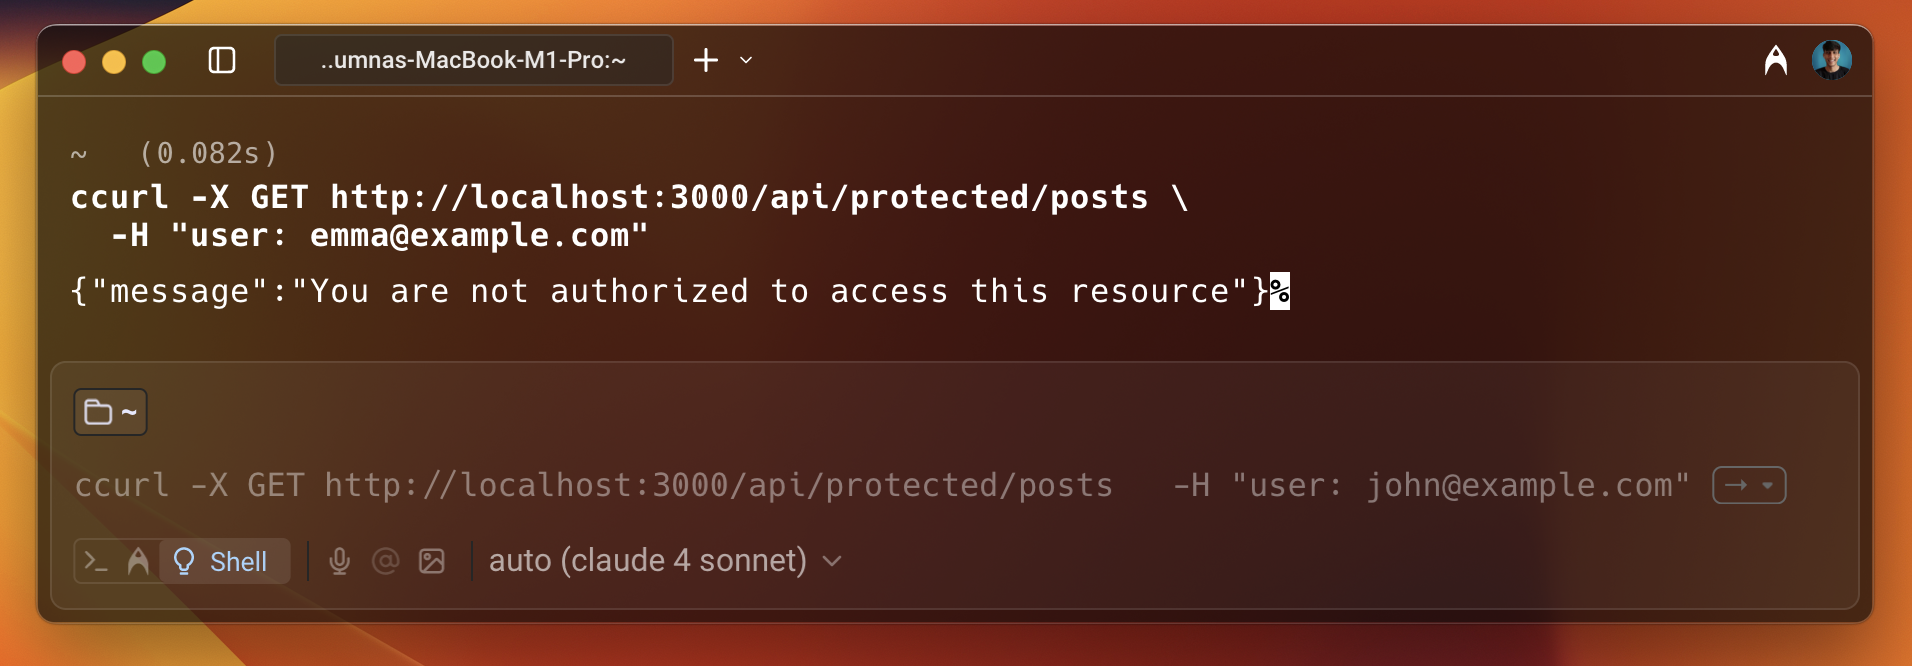 ..umnas-MacBook-M1-Pro:~
~ (0.082s)
ccurl -X GET http://localhost:3000/api/protected/posts \
-H "user: emma@example.com"
{"message":"You are not authorized to access this resource"}%
~
ccurl -X GET http://localhost:3000/api/protected/posts -H "user: john@example.com"
Shell
auto (claude 4 sonnet)